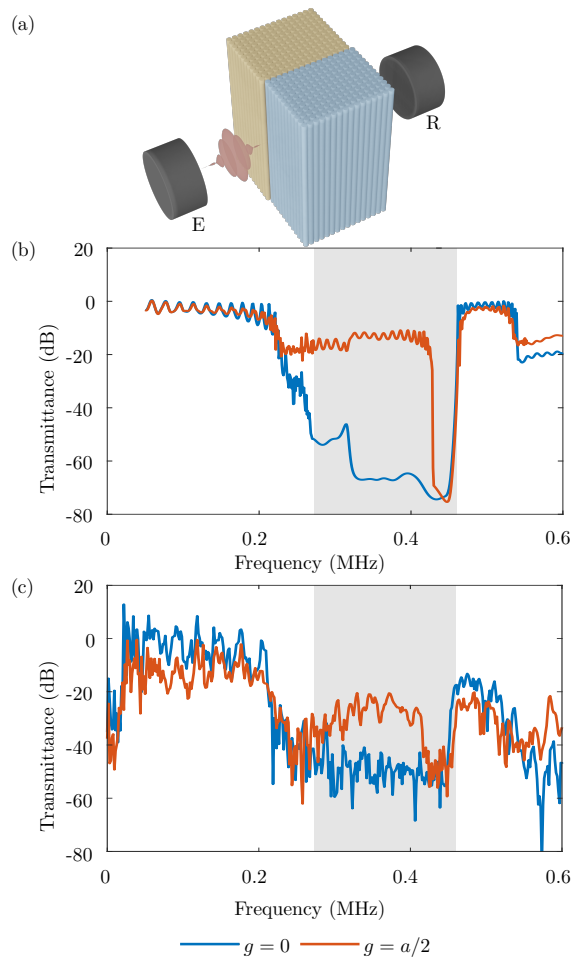 (a)
R
E
(b)
20
0
-20
-40
-60
-80
Transmittance (dB)
0
0.2
0.4
0.6
Frequency (MHz)
(c)
20
0
-20
-40
-60
-80
Transmittance (dB)
0
0.2
0.4
0.6
Frequency (MHz)
g = 0 g = a/2